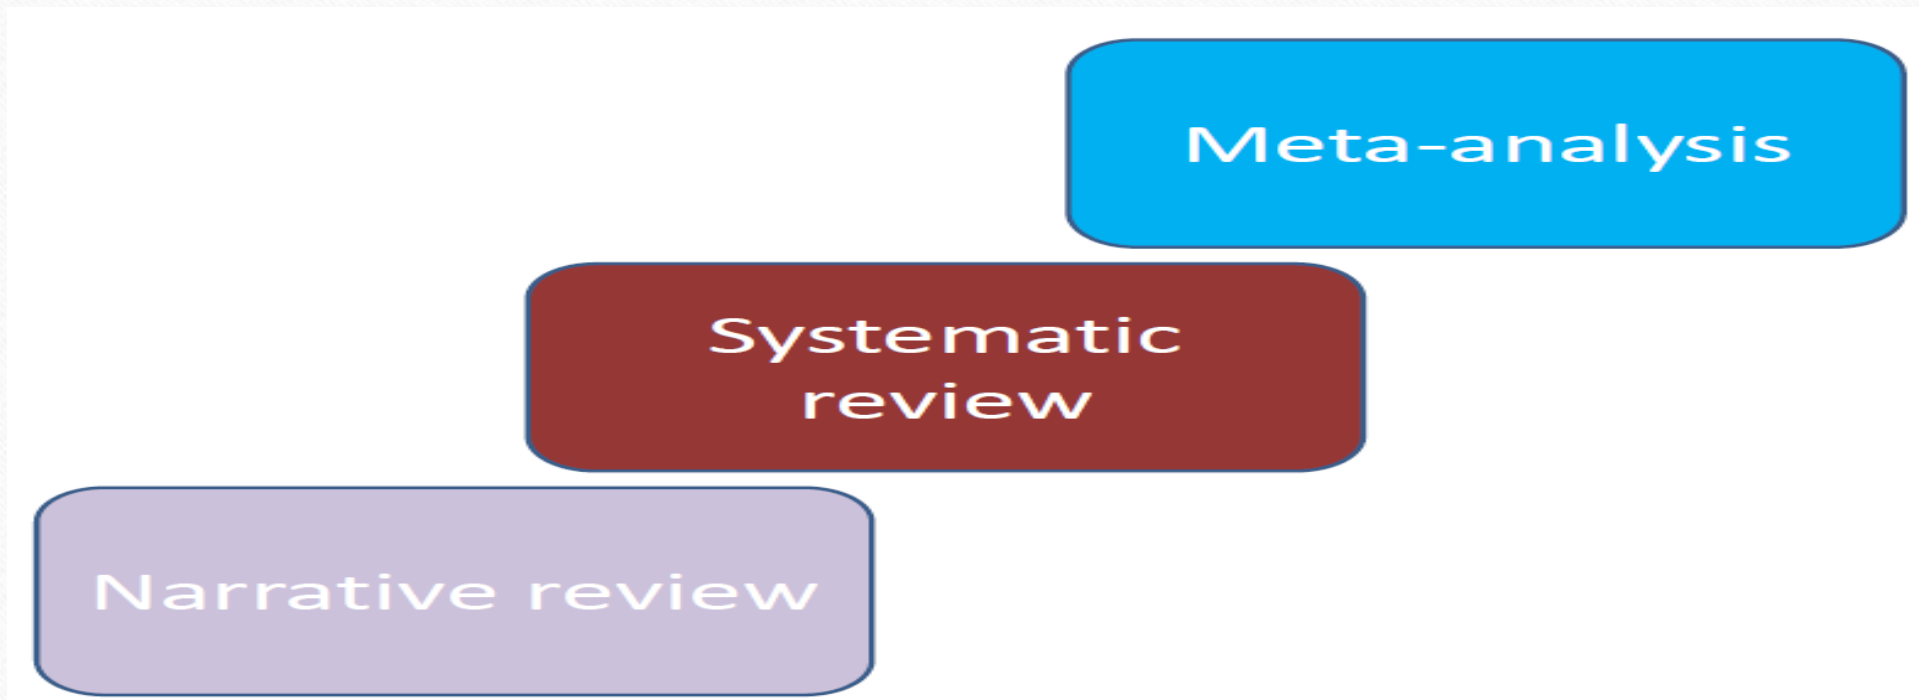 Meta-analysis
Systematic
review
Narrative review